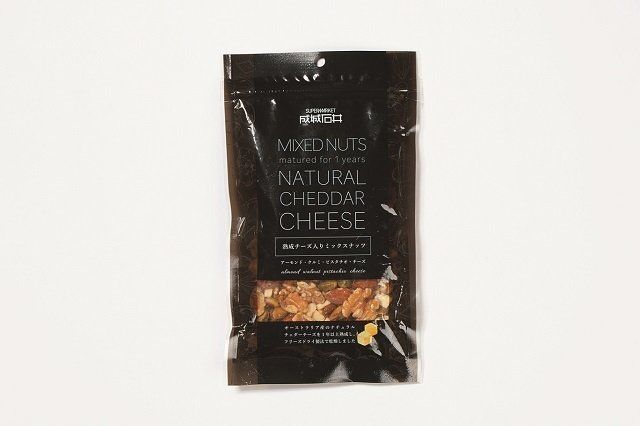 SUPERMARKET
成城石井
MIXED NUTS
matured for 1 years
NATURAL
CHEDDAR
CHEESE
熟成チーズ入りミックスナッツ
アーモンド・クルミ・ピスタチオ・チーズ
almond walnut pistachio cheese
オーストラリア産のナチュラル
チェダーチーズを1年以上熟成し、
フリーズドライ製法で乾燥しました